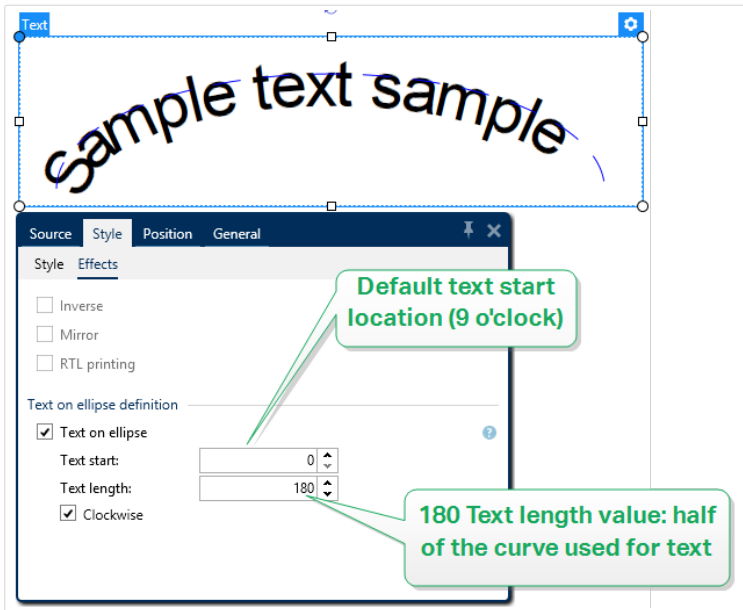 Text
Sample text sample
Source Style Position General
Style Effects
Inverse
Mirror
RTL printing
Default text start
location (9 o'clock)
Text on ellipse definition
Text on ellipse
?
Text start: 0
Text length: 180
Clockwise
180 Text length value: half
of the curve used for text